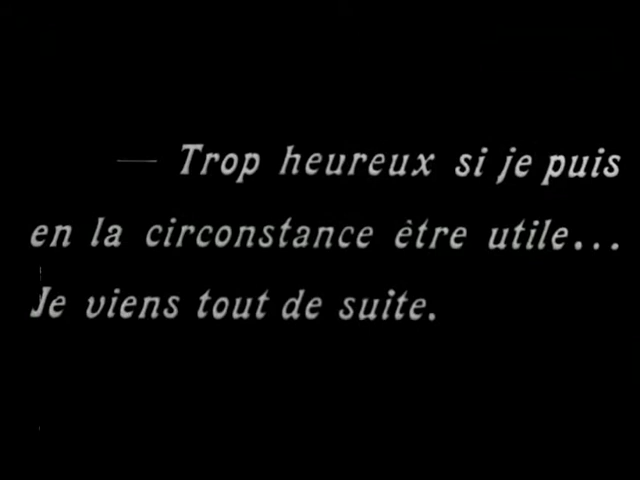 — Trop heureux si je puis
en la circonstance être utile...
Je viens tout de suite.